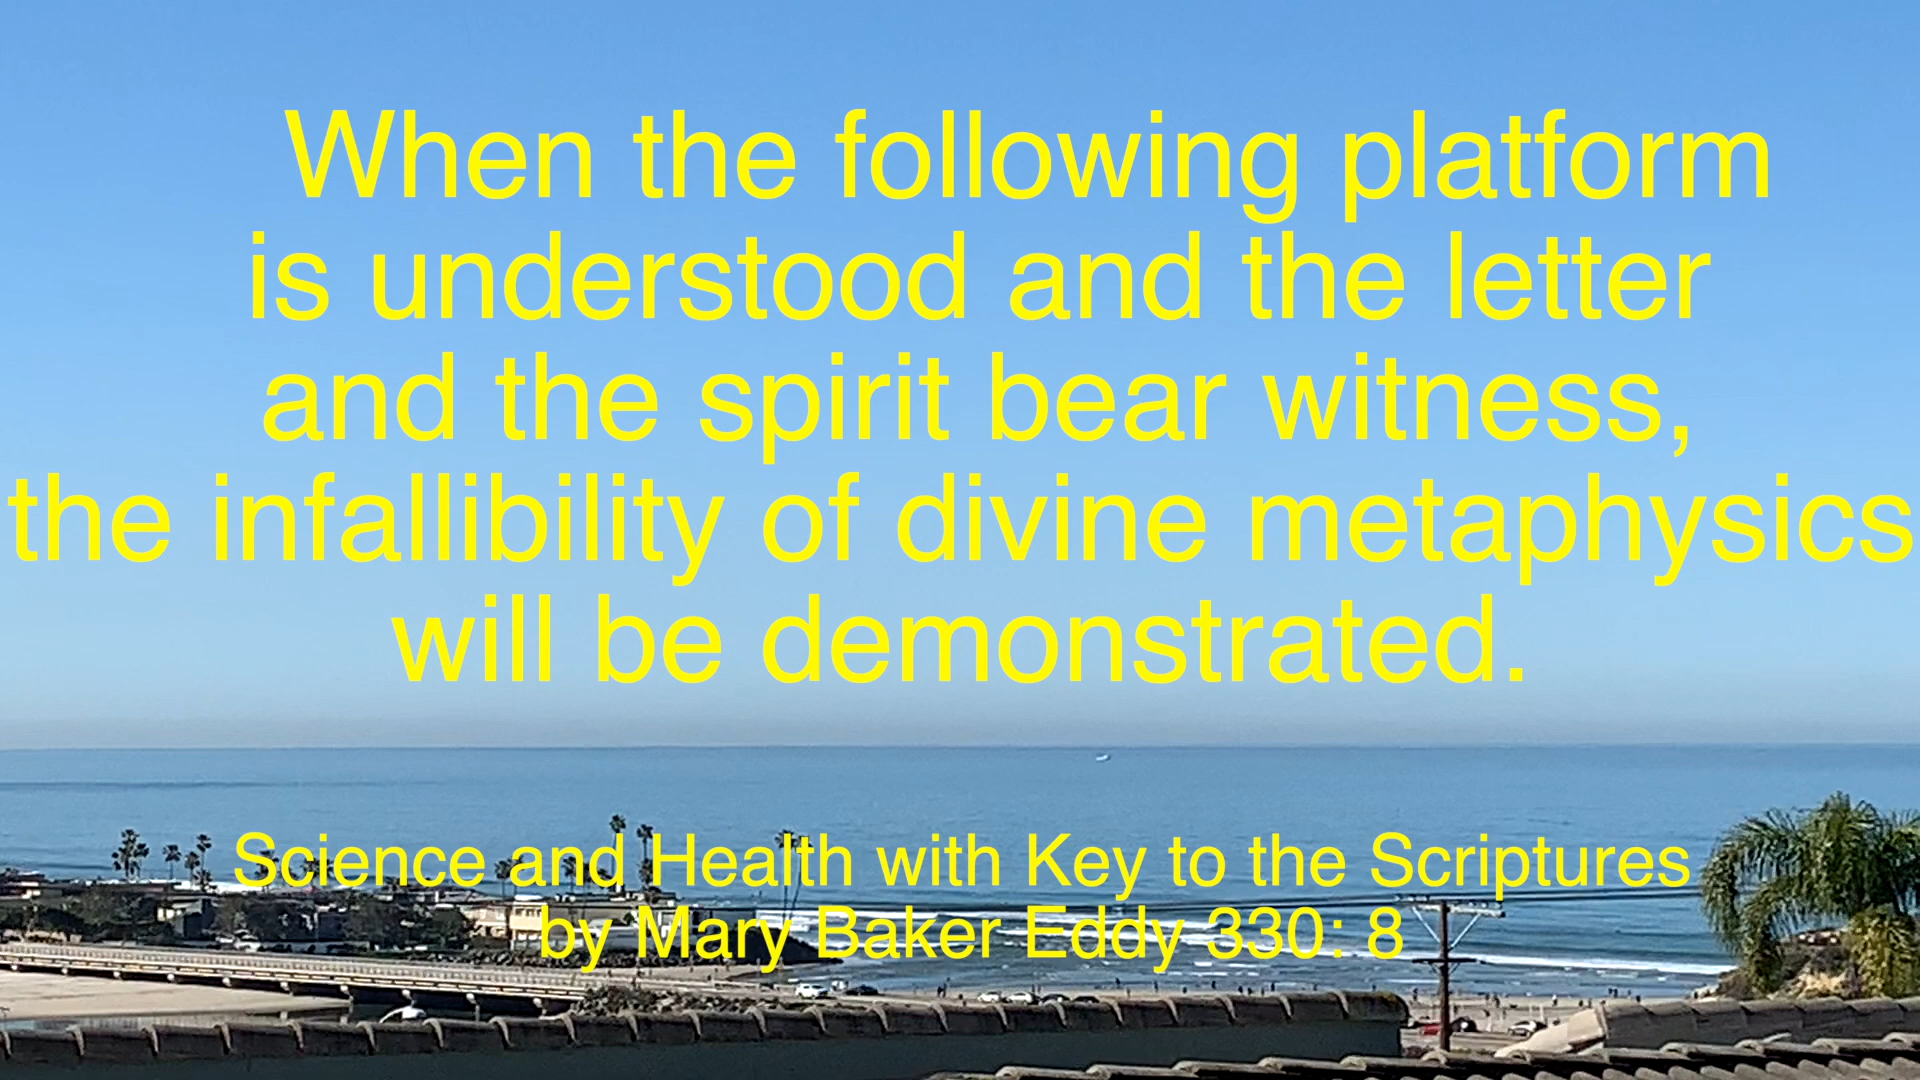 When the following platform
is understood and the letter
and the spirit bear witness,
the infallibility of divine metaphysics
will be demonstrated.
Science and Health with Key to the Scriptures
by Mary Baker Eddy 330: 8